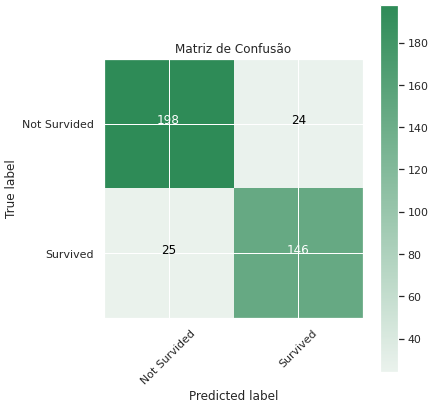 Matriz de Confusão
Not Survided
198
24
Survived
25
146
Not Survided
Survived
True label
Predicted label
180
160
140
120
100
80
60
40